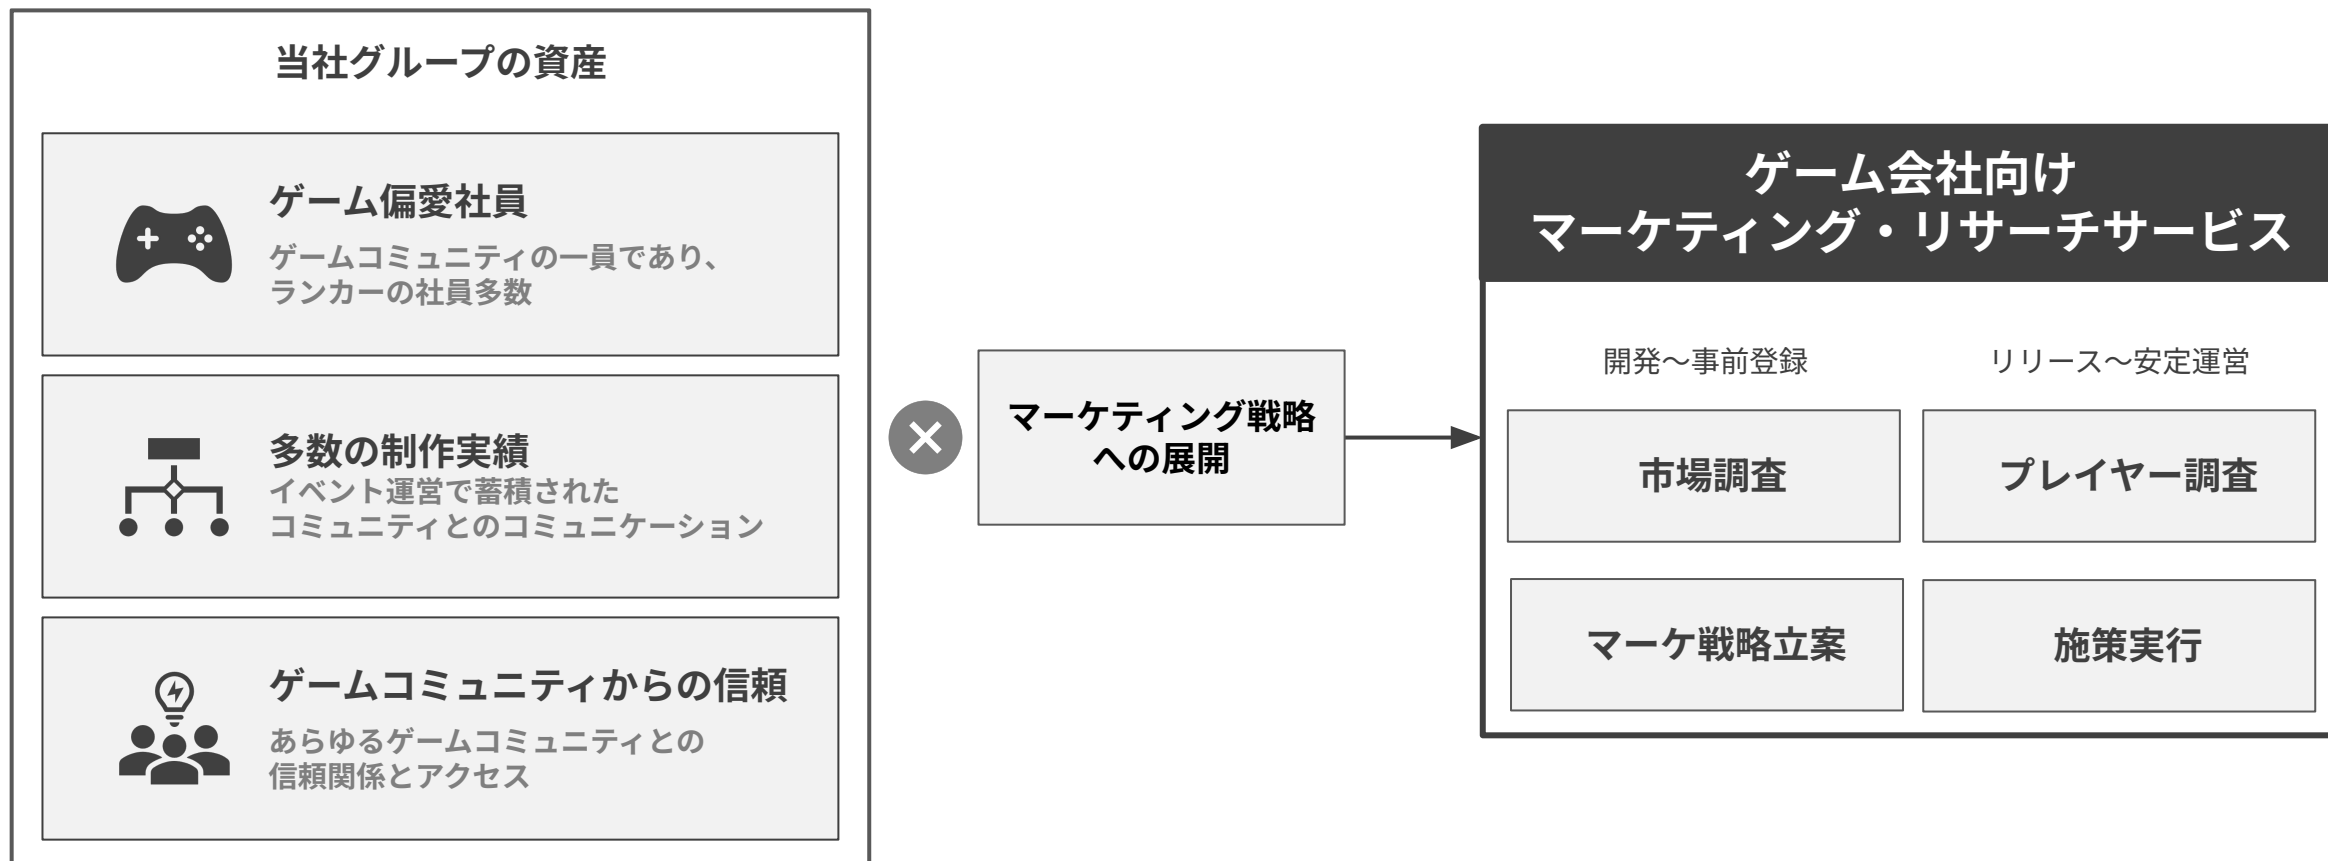 当社グループの資産
ゲーム偏愛社員
ゲームコミュニティの一員であり、
ランカーの社員多数
多数の制作実績
イベント運営で蓄積された
コミュニティとのコミュニケーション
ゲームコミュニティからの信頼
あらゆるゲームコミュニティとの
信頼関係とアクセス
マーケティング戦略
への展開
ゲーム会社向け
マーケティング・リサーチサービス
開発〜事前登録
リリース〜安定運営
市場調査
プレイヤー調査
マーケ戦略立案
施策実行